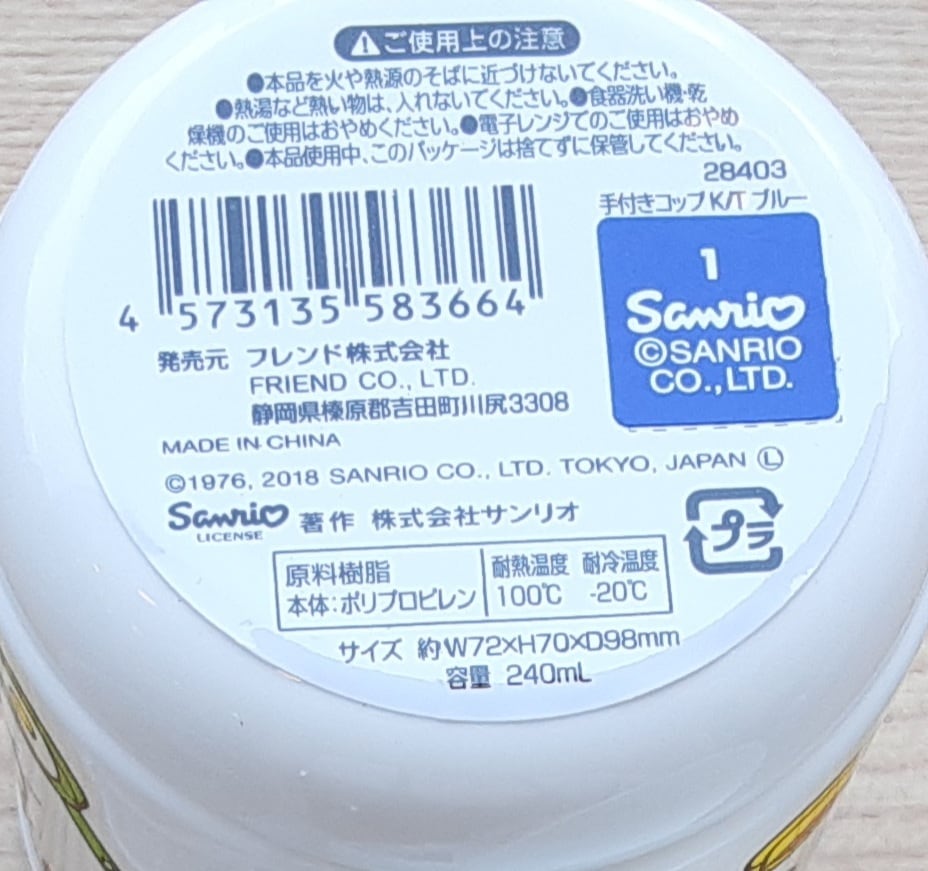 ⚠ご使用上の注意
●本品を火や熱源のそばに近づけないでください。
●熱湯など熱い物は、入れないでください。●食器洗い機・乾
燥機のご使用はおやめください。●電子レンジでのご使用はおやめ
ください。●本品使用中、このパッケージは捨てずに保管してください。
28403
手付きコップK/T ブルー
1
Sanrio
©SANRIO
CO.,LTD.
4 573135 583664
発売元 フレンド株式会社
FRIEND CO., LTD.
静岡県榛原郡吉田町川尻3308
MADE IN CHINA
©1976, 2018 SANRIO CO., LTD. TOKYO, JAPAN Ⓛ
Sanrio 著作 株式会社サンリオ
LICENSE
プラ
原料樹脂 耐熱温度 耐冷温度
本体:ポリプロピレン 100℃ -20℃
サイズ 約W72×H70×D98mm
容量 240mL